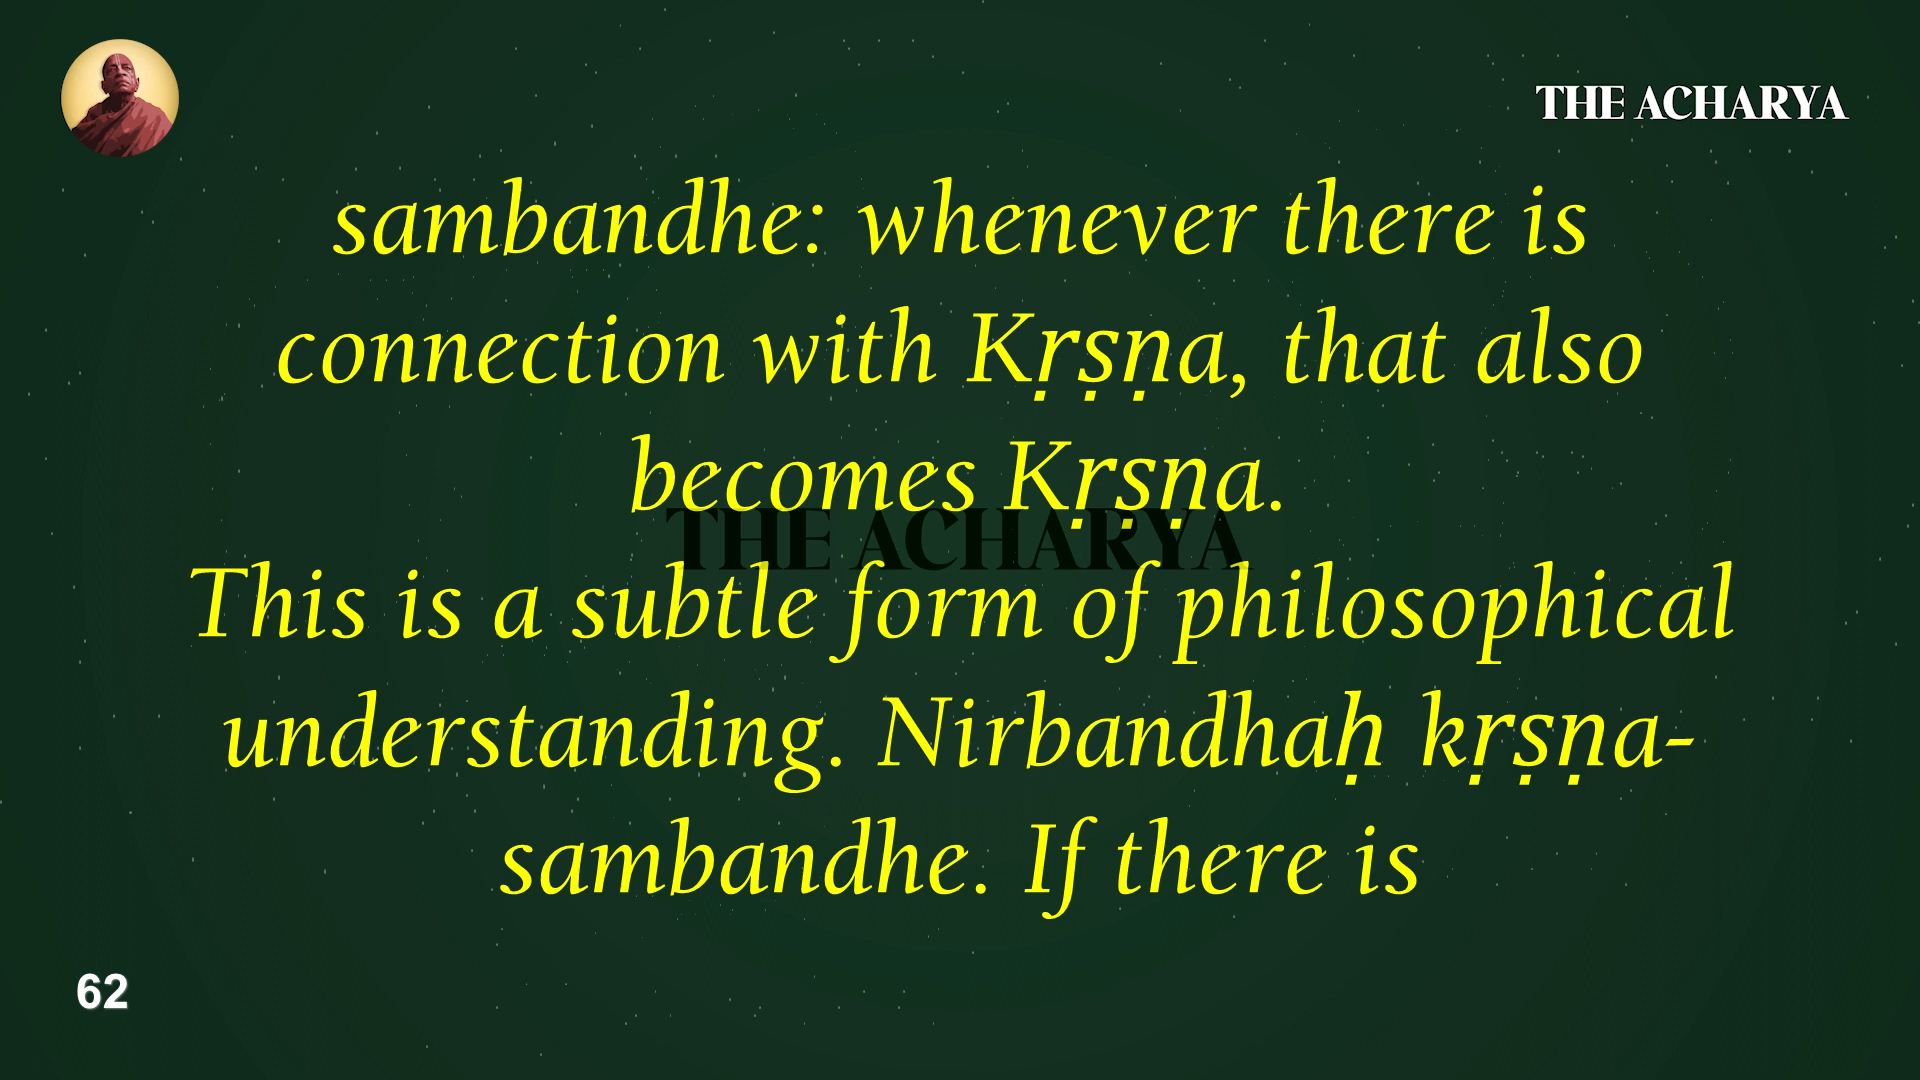 THE ACHARYA
sambandhe: whenever there is
connection with Kṛṣṇa, that also
becomes Kṛṣṇa.
THE ACHARYA
This is a subtle form of philosophical
understanding. Nirbandhaḥ kṛṣṇa-
sambandhe. If there is
62